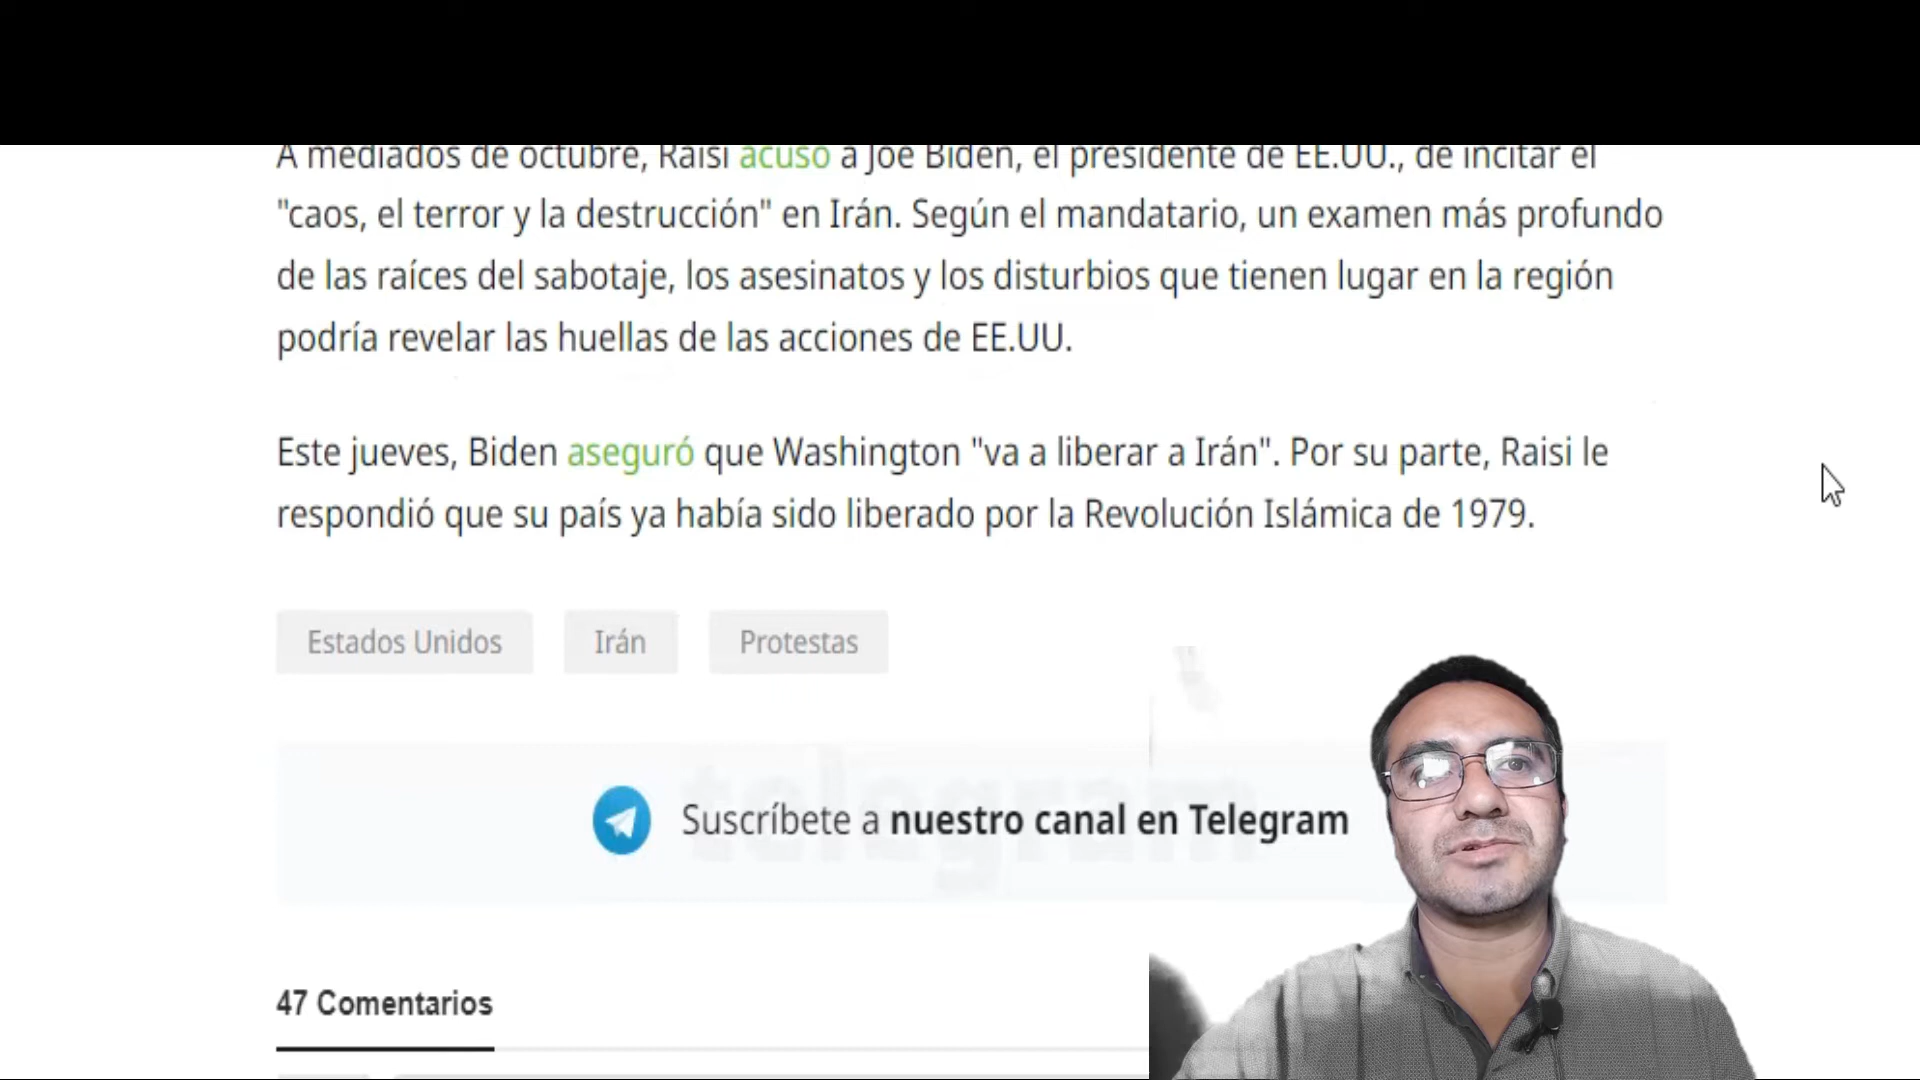 A mediados de octubre, Raisi acusó a Joe Biden, el presidente de EE.UU., de incitar el
"caos, el terror y la destrucción" en Irán. Según el mandatario, un examen más profundo
de las raíces del sabotaje, los asesinatos y los disturbios que tienen lugar en la región
podría revelar las huellas de las acciones de EE.UU.
Este jueves, Biden aseguró que Washington "va a liberar a Irán". Por su parte, Raisi le
respondió que su país ya había sido liberado por la Revolución Islámica de 1979.
Estados Unidos Irán Protestas
telegram
Suscríbete a nuestro canal en Telegram
47 Comentarios